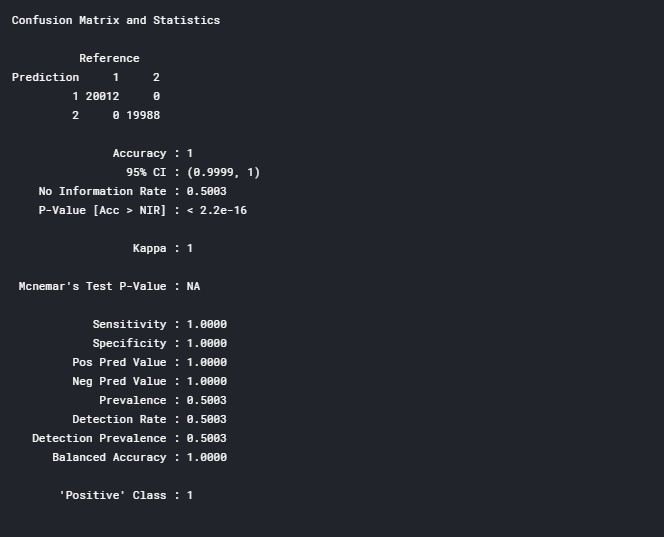 Confusion Matrix and Statistics
Reference
Prediction 1 2
1 20012 0
2 0 19988
Accuracy : 1
95% CI : (0.9999, 1)
No Information Rate : 0.5003
P-Value [Acc > NIR] : < 2.2e-16
Kappa : 1
Mcnemar's Test P-Value : NA
Sensitivity : 1.0000
Specificity : 1.0000
Pos Pred Value : 1.0000
Neg Pred Value : 1.0000
Prevalence : 0.5003
Detection Rate : 0.5003
Detection Prevalence : 0.5003
Balanced Accuracy : 1.0000
'Positive' Class : 1